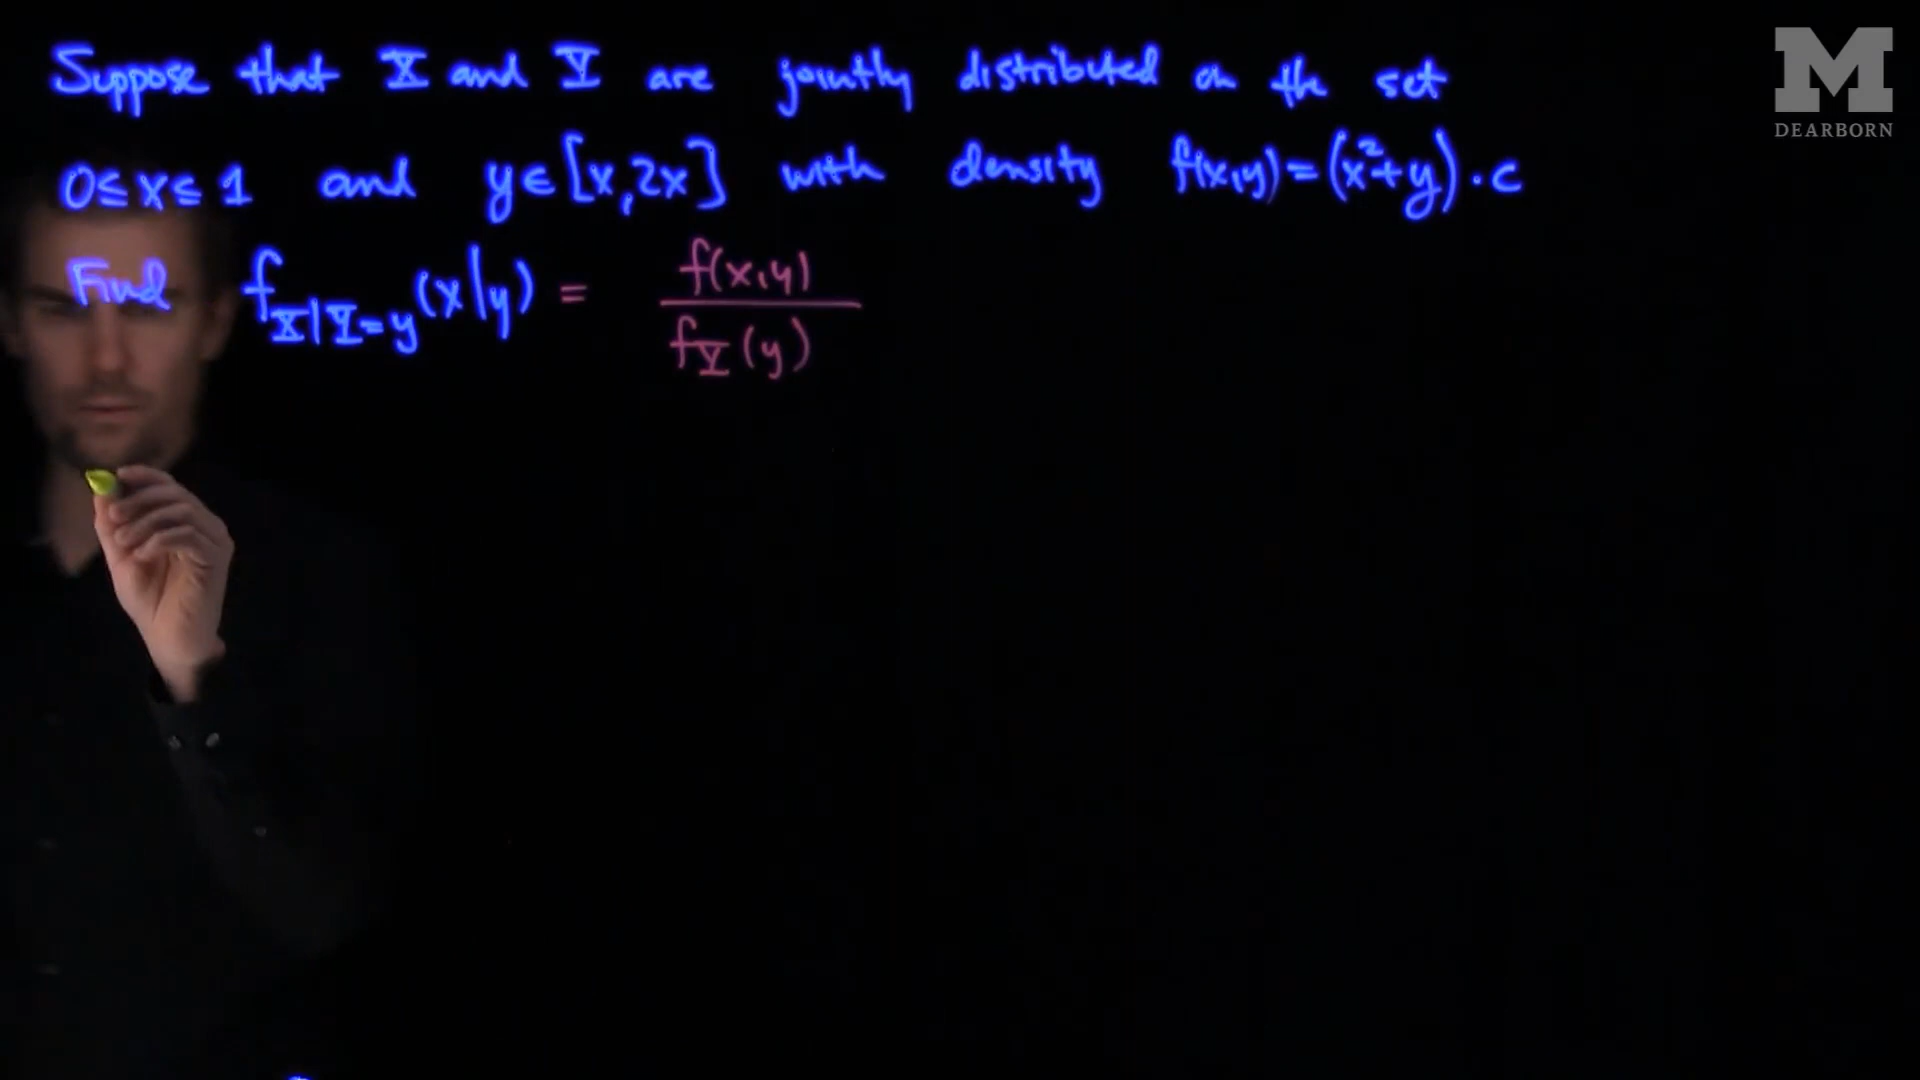 Suppose that X and Y are jointly distributed on the set
0≤x≤1 and y∈[x,2x] with density f(x,y)=(x²+y)·c
Find f_{X|Y=y}(x|y) = f(x,y) / f_Y(y)
M
DEARBORN